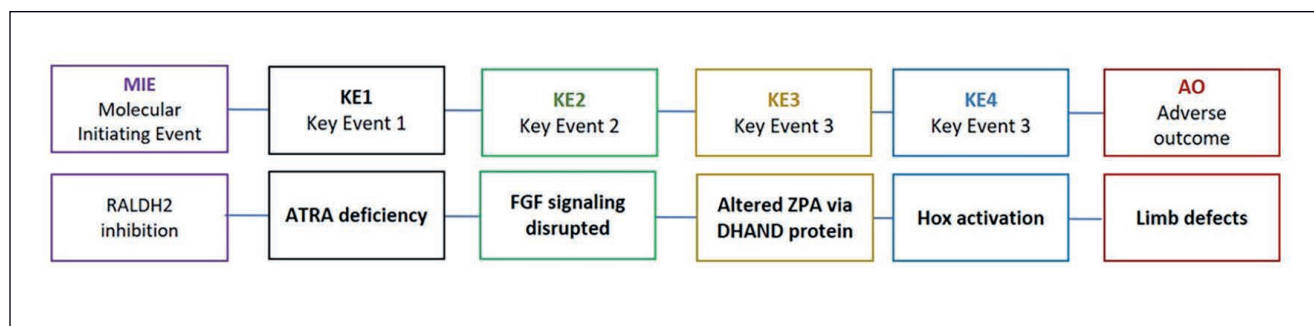 MIE
Molecular
Initiating Event
KE1
Key Event 1
KE2
Key Event 2
KE3
Key Event 3
KE4
Key Event 3
AO
Adverse
outcome
RALDH2
inhibition
ATRA deficiency
FGF signaling
disrupted
Altered ZPA via
DHAND protein
Hox activation
Limb defects